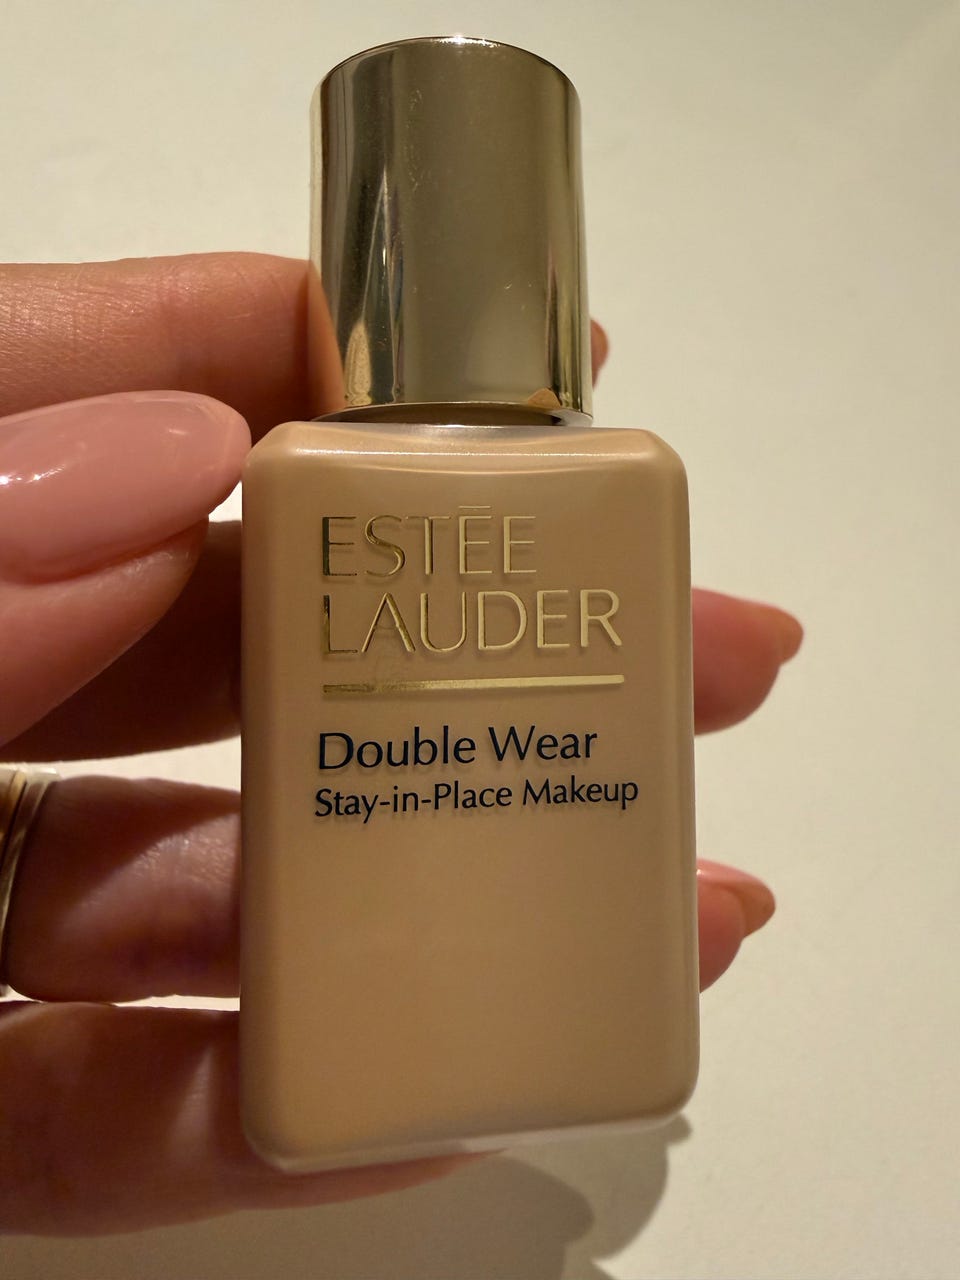 ESTĒE
LAUDER
Double Wear
Stay-in-Place Makeup